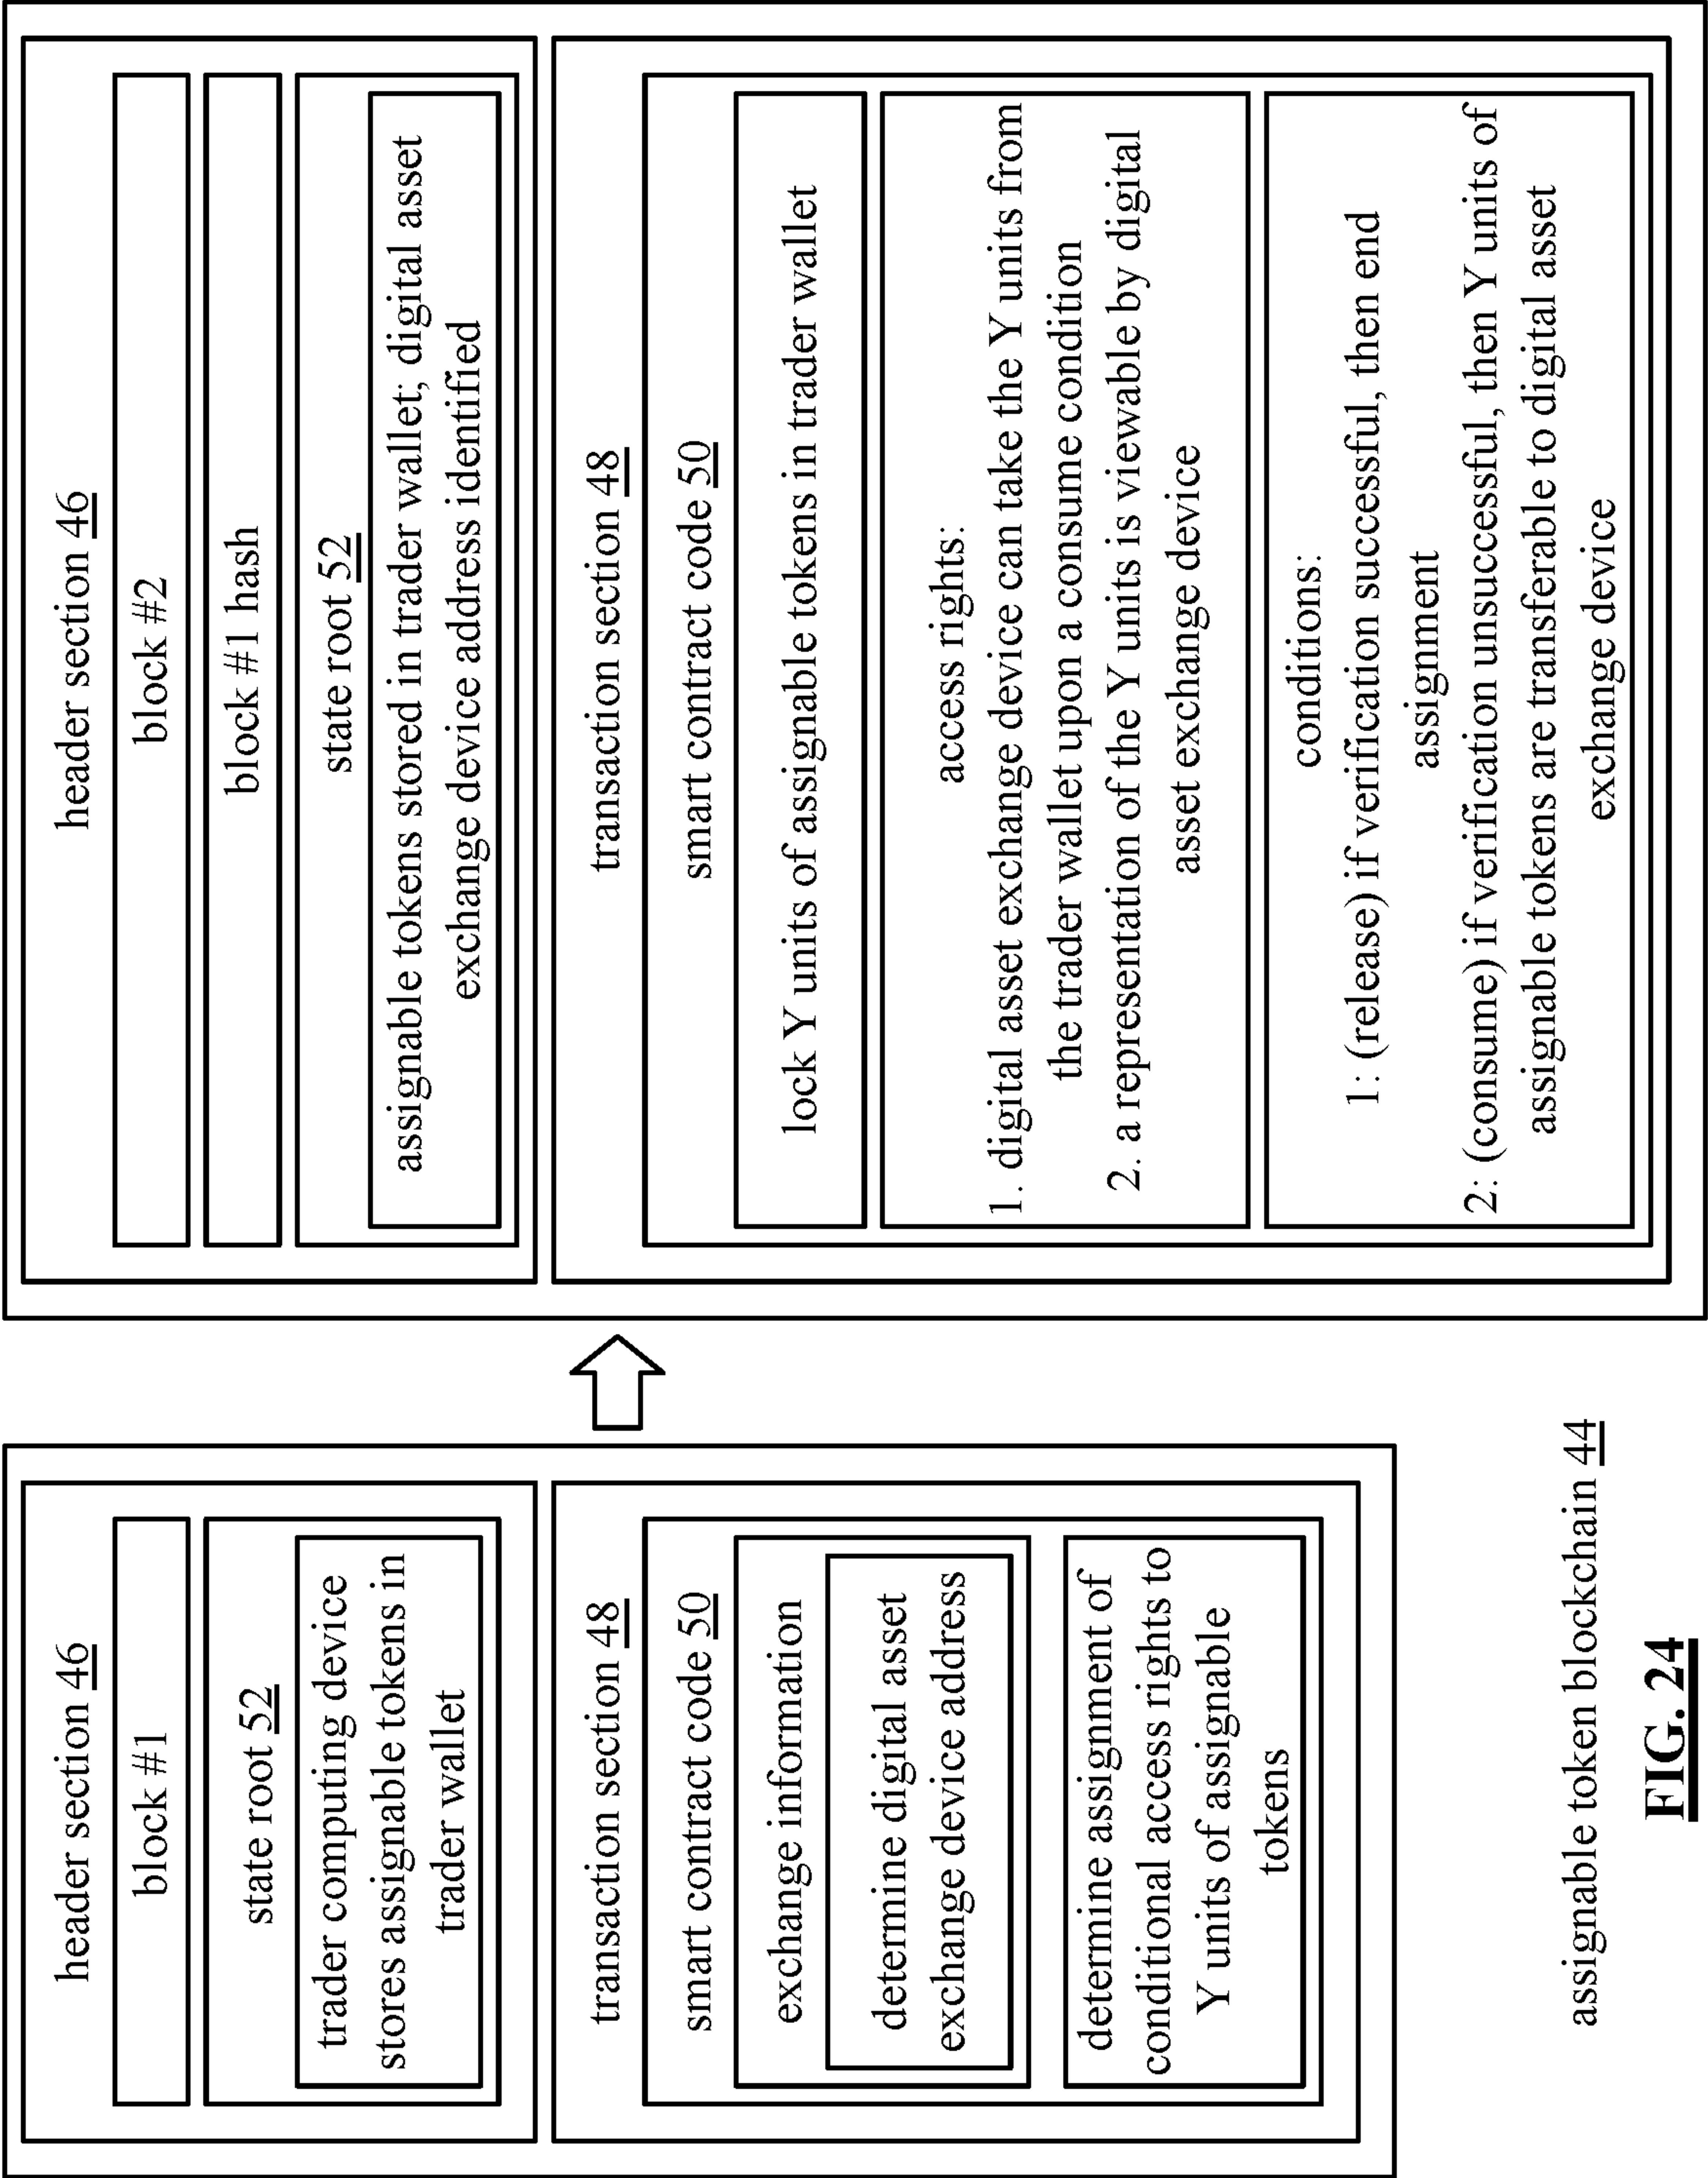 header section 46
block #1
state root 52
trader computing device
stores assignable tokens in
trader wallet
transaction section 48
smart contract code 50
exchange information
determine digital asset
exchange device address
determine assignment of
conditional access rights to
Y units of assignable
tokens
header section 46
block #2
block #1 hash
state root 52
assignable tokens stored in trader wallet; digital asset
exchange device address identified
transaction section 48
smart contract code 50
lock Y units of assignable tokens in trader wallet
access rights:
1. digital asset exchange device can take the Y units from
the trader wallet upon a consume condition
2. a representation of the Y units is viewable by digital
asset exchange device
conditions:
1: (release) if verification successful, then end
assignment
2: (consume) if verification unsuccessful, then Y units of
assignable tokens are transferable to digital asset
exchange device
assignable token blockchain 44
FIG. 24